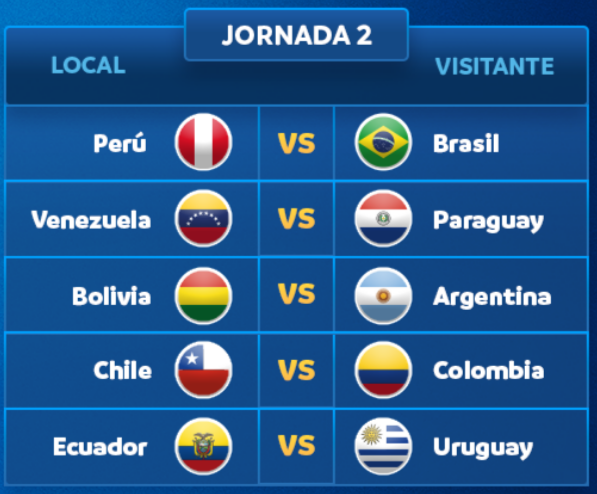 JORNADA 2
LOCAL VISITANTE
Perú VS Brasil
Venezuela VS Paraguay
Bolivia VS Argentina
Chile VS Colombia
Ecuador VS Uruguay